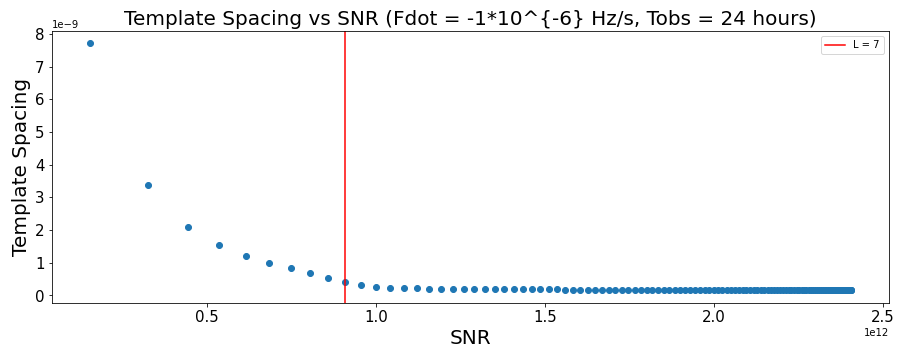 Template Spacing vs SNR (Fdot = -1*10^{-6} Hz/s, Tobs = 24 hours)
1e−9
L = 7
8
7
6
5
4
3
2
1
0
Template Spacing
0.5
1.0
1.5
2.0
2.5
1e12
SNR